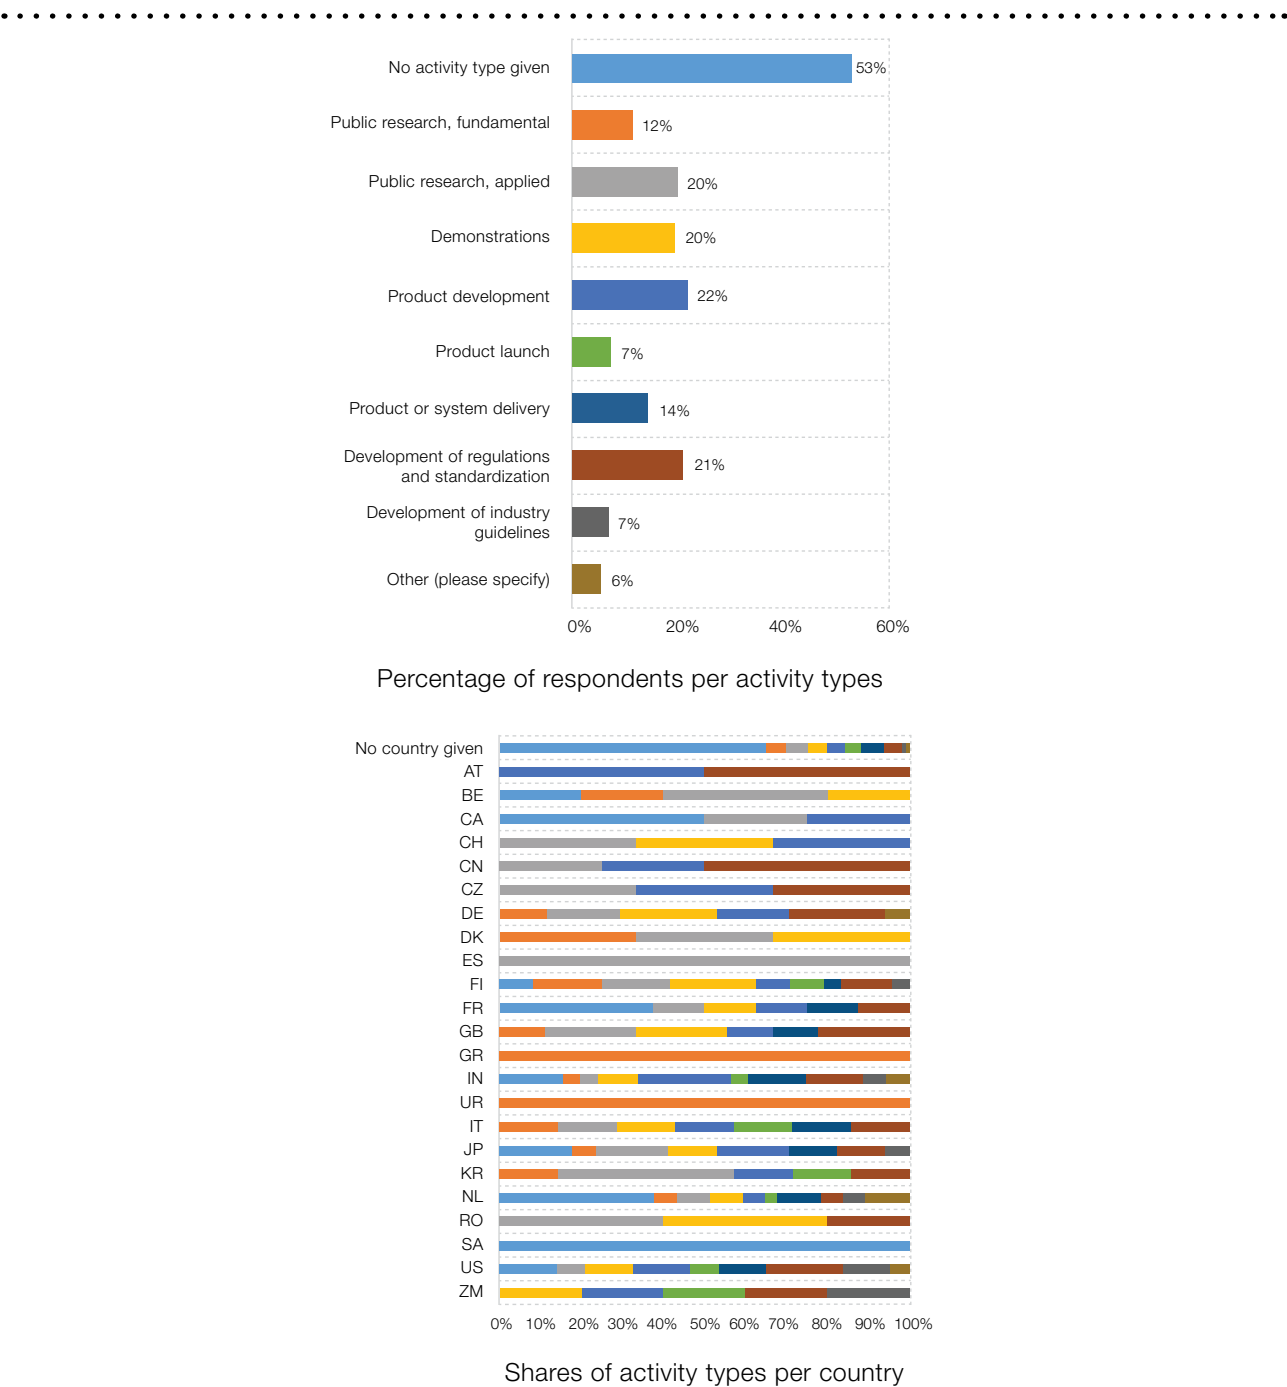 No activity type given
53%
Public research, fundamental
12%
Public research, applied
20%
Demonstrations
20%
Product development
22%
Product launch
7%
Product or system delivery
14%
Development of regulations
and standardization
21%
Development of industry
guidelines
7%
Other (please specify)
6%
0% 20% 40% 60%
Percentage of respondents per activity types
No country given
AT
BE
CA
CH
CN
CZ
DE
DK
ES
FI
FR
GB
GR
IN
UR
IT
JP
KR
NL
RO
SA
US
ZM
0% 10% 20% 30% 40% 50% 60% 70% 80% 90% 100%
Shares of activity types per country